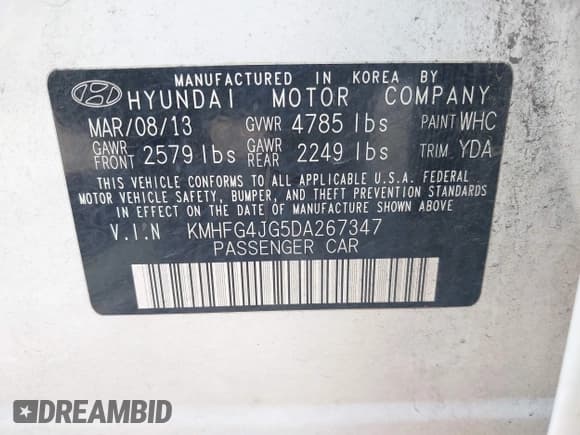 MANUFACTURED IN KOREA BY
HYUNDAI MOTOR COMPANY
MAR/08/13 GVWR 4785 lbs PAINT WHC
GAWR FRONT 2579 lbs GAWR REAR 2249 lbs TRIM YDA
THIS VEHICLE CONFORMS TO ALL APPLICABLE U.S.A. FEDERAL
MOTOR VEHICLE SAFETY, BUMPER, AND THEFT PREVENTION STANDARDS
IN EFFECT ON THE DATE OF MANUFACTURE SHOWN ABOVE.
V.I.N KMHFG4JG5DA267347
PASSENGER CAR
DREAMBID